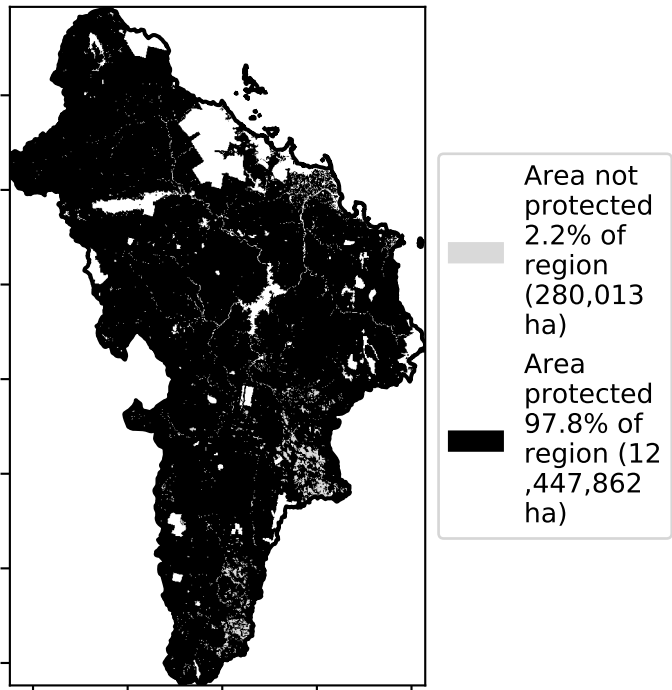 Area not
protected
2.2% of
region
(280,013
ha)
Area
protected
97.8% of
region (12
,447,862
ha)